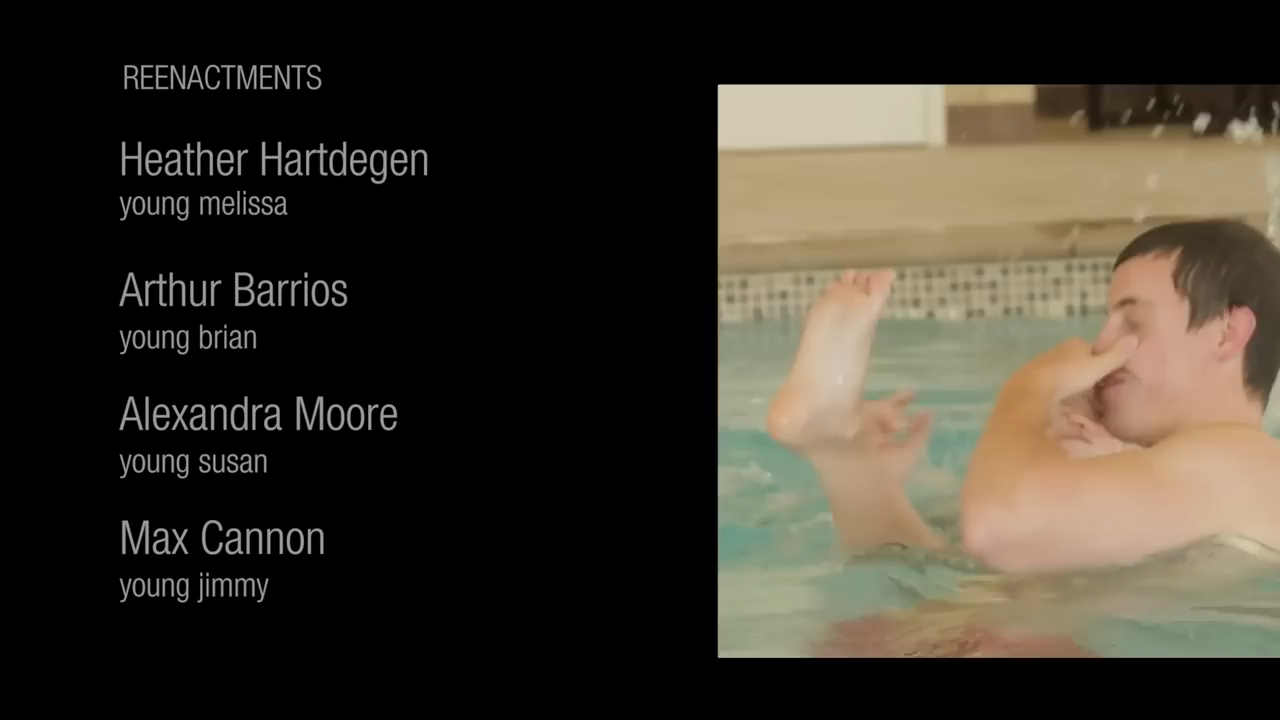 REENACTMENTS
Heather Hartdegen
young melissa
Arthur Barrios
young brian
Alexandra Moore
young susan
Max Cannon
young jimmy